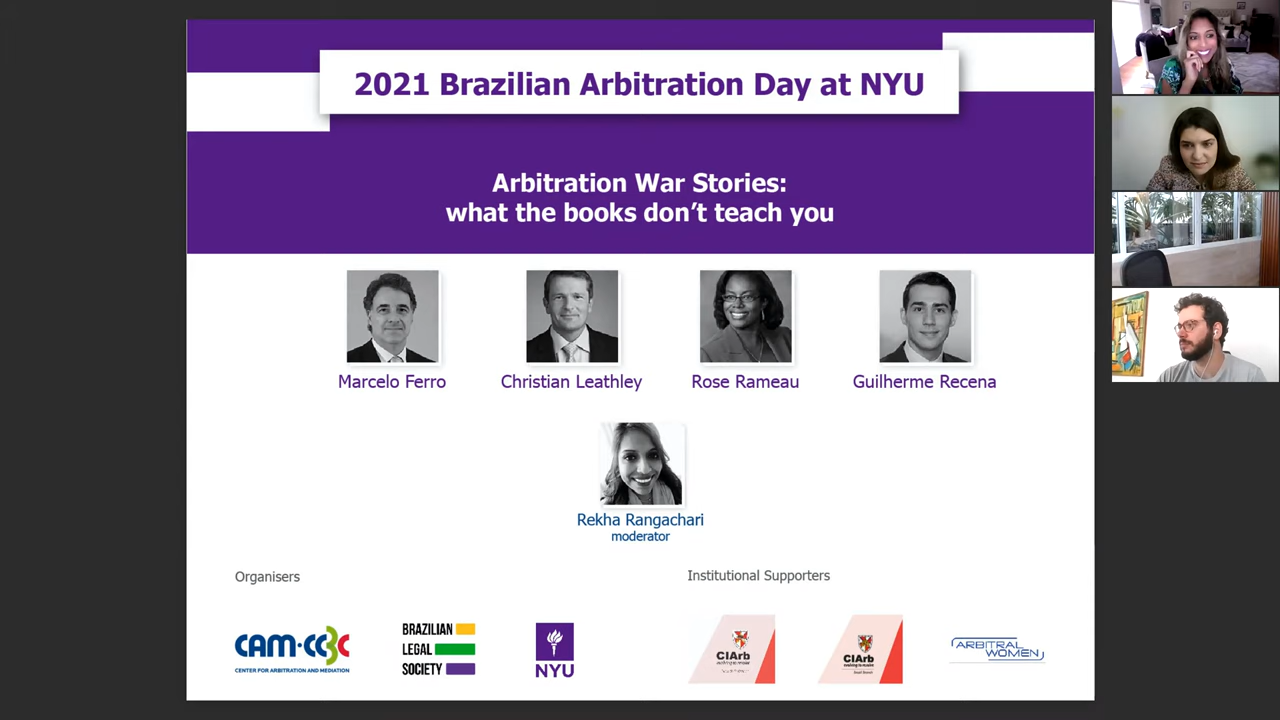 2021 Brazilian Arbitration Day at NYU
Arbitration War Stories:
what the books don't teach you
Marcelo Ferro
Christian Leathley
Rose Rameau
Guilherme Recena
Rekha Rangachari
moderator
Organisers
Institutional Supporters
CAM·CCBC
CENTER FOR ARBITRATION AND MEDIATION
BRAZILIAN
LEGAL
SOCIETY
NYU
CIArb
CIArb
ARBITRAL
WOMEN